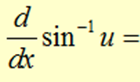 d/dx sin⁻¹ u =